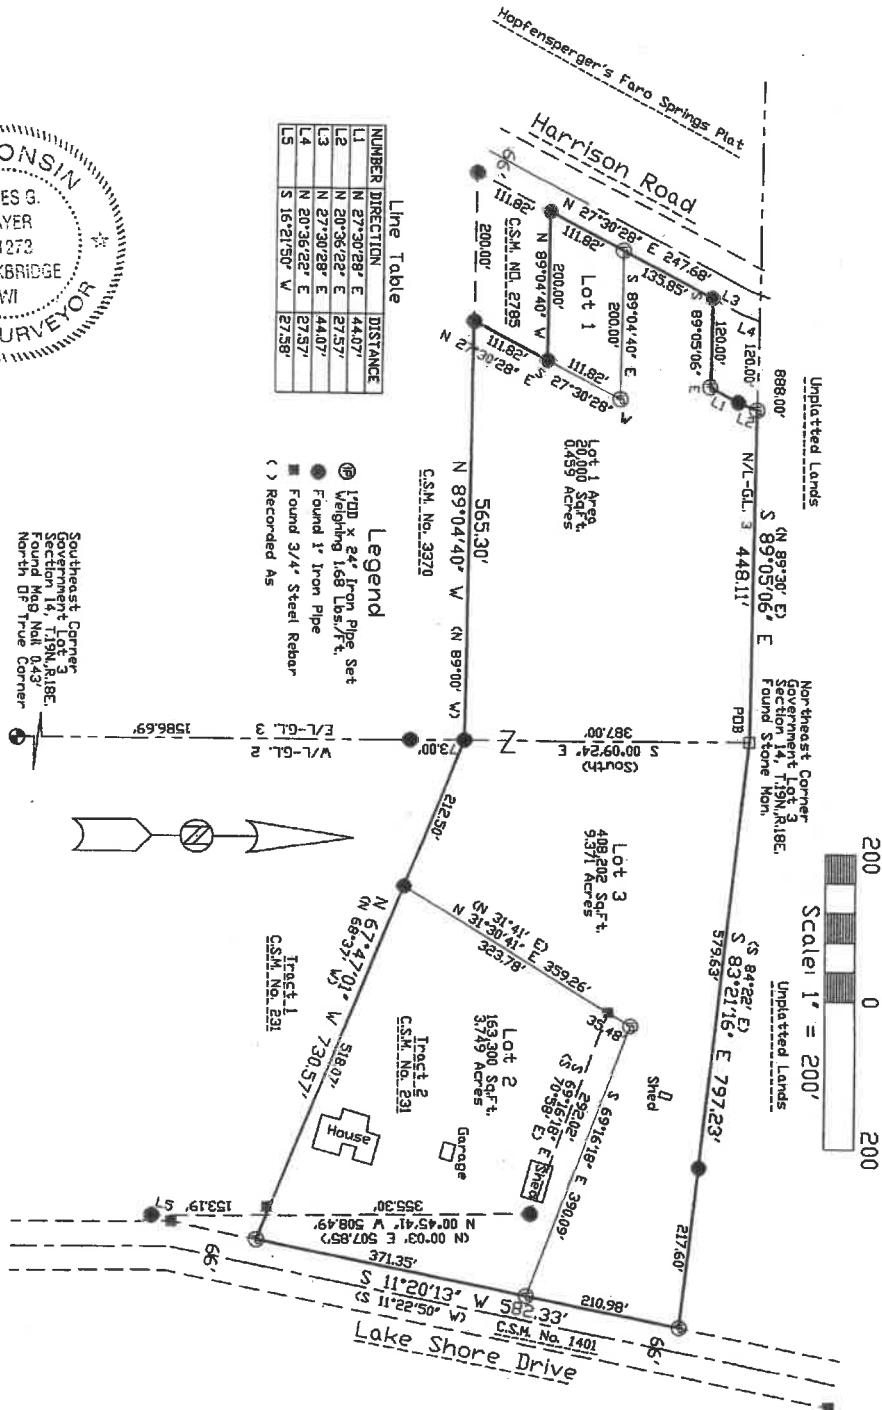 Hopfensperger's Faro Springs Plat
Harrison Road
66'
N 27°30'28" E 247.68'
111.82'
111.82'
135.85'
L3
L4
120.00'
888.00'
Unplatted Lands
C.S.M. NO. 2785
200.00'
N 89°04'40" W
200.00'
Lot 1
S 89°04'40" E
200.00'
S 89°05'06" E
120.00'
L1
L2
111.82'
N 27°30'28" E
111.82'
S 27°30'28" W
N/L-G.L. 3
(N 89°30' E)
S 89°05'06" E
448.11'
Lot 1 Area
20,000 Sq.Ft.
0.459 Acres
565.30'
N 89°04'40" W
(N 89°00' W)
C.S.M. No. 3370
Line Table
NUMBER DIRECTION DISTANCE
L1 N 27°30'28" E 44.07'
L2 N 20°36'22" E 27.57'
L3 N 27°30'28" E 44.07'
L4 N 20°36'22" E 27.57'
L5 S 16°21'50" W 27.58'
Legend
IP
1"OD x 24" Iron Pipe Set
Weighing 1.68 Lbs./Ft.
Found 1" Iron Pipe
Found 3/4" Steel Rebar
( ) Recorded As
Northeast Corner
Government Lot 3
Section 14, T.19N.,R.18E.
Found Stone Mon.
POB
Southeast Corner
Government Lot 3
Section 14, T.19N.,R.18E.
Found Mag Nail 0.43'
North Of True Corner
E/L-G.L. 3
1586.69'
W/L-G.L. 2
73.00'
Z
387.00'
S 00°09'24" E
(South)
200 0 200
Scale: 1" = 200'
Unplatted Lands
(S 84°22' E)
S 83°21'16" E 797.23'
579.63'
217.60'
Lot 3
408,202 Sq.Ft.
9.371 Acres
212.50'
(N 31°41' E)
N 31°30'41" E 359.26'
323.78'
35.48'
Shed
S 69°16'18" E 390.09'
292.02'
S 69°16'18" E
(S 70°58' E)
Shed
Lot 2
163,300 Sq.Ft.
3.749 Acres
Tract 2
C.S.M. No. 231
Garage
House
518.07'
N 67°47'01" W 730.57'
(N 68°37' W)
Tract 1
C.S.M. No. 231
L5
153.19'
355.30'
N 00°45'41" W 508.49'
(N 00°03' E 507.85')
371.35'
210.98'
S 11°20'13" W 582.33'
(S 11°22'50" W)
C.S.M. No. 1401
66'
66'
Lake Shore Drive
N
WI
SURVEYOR